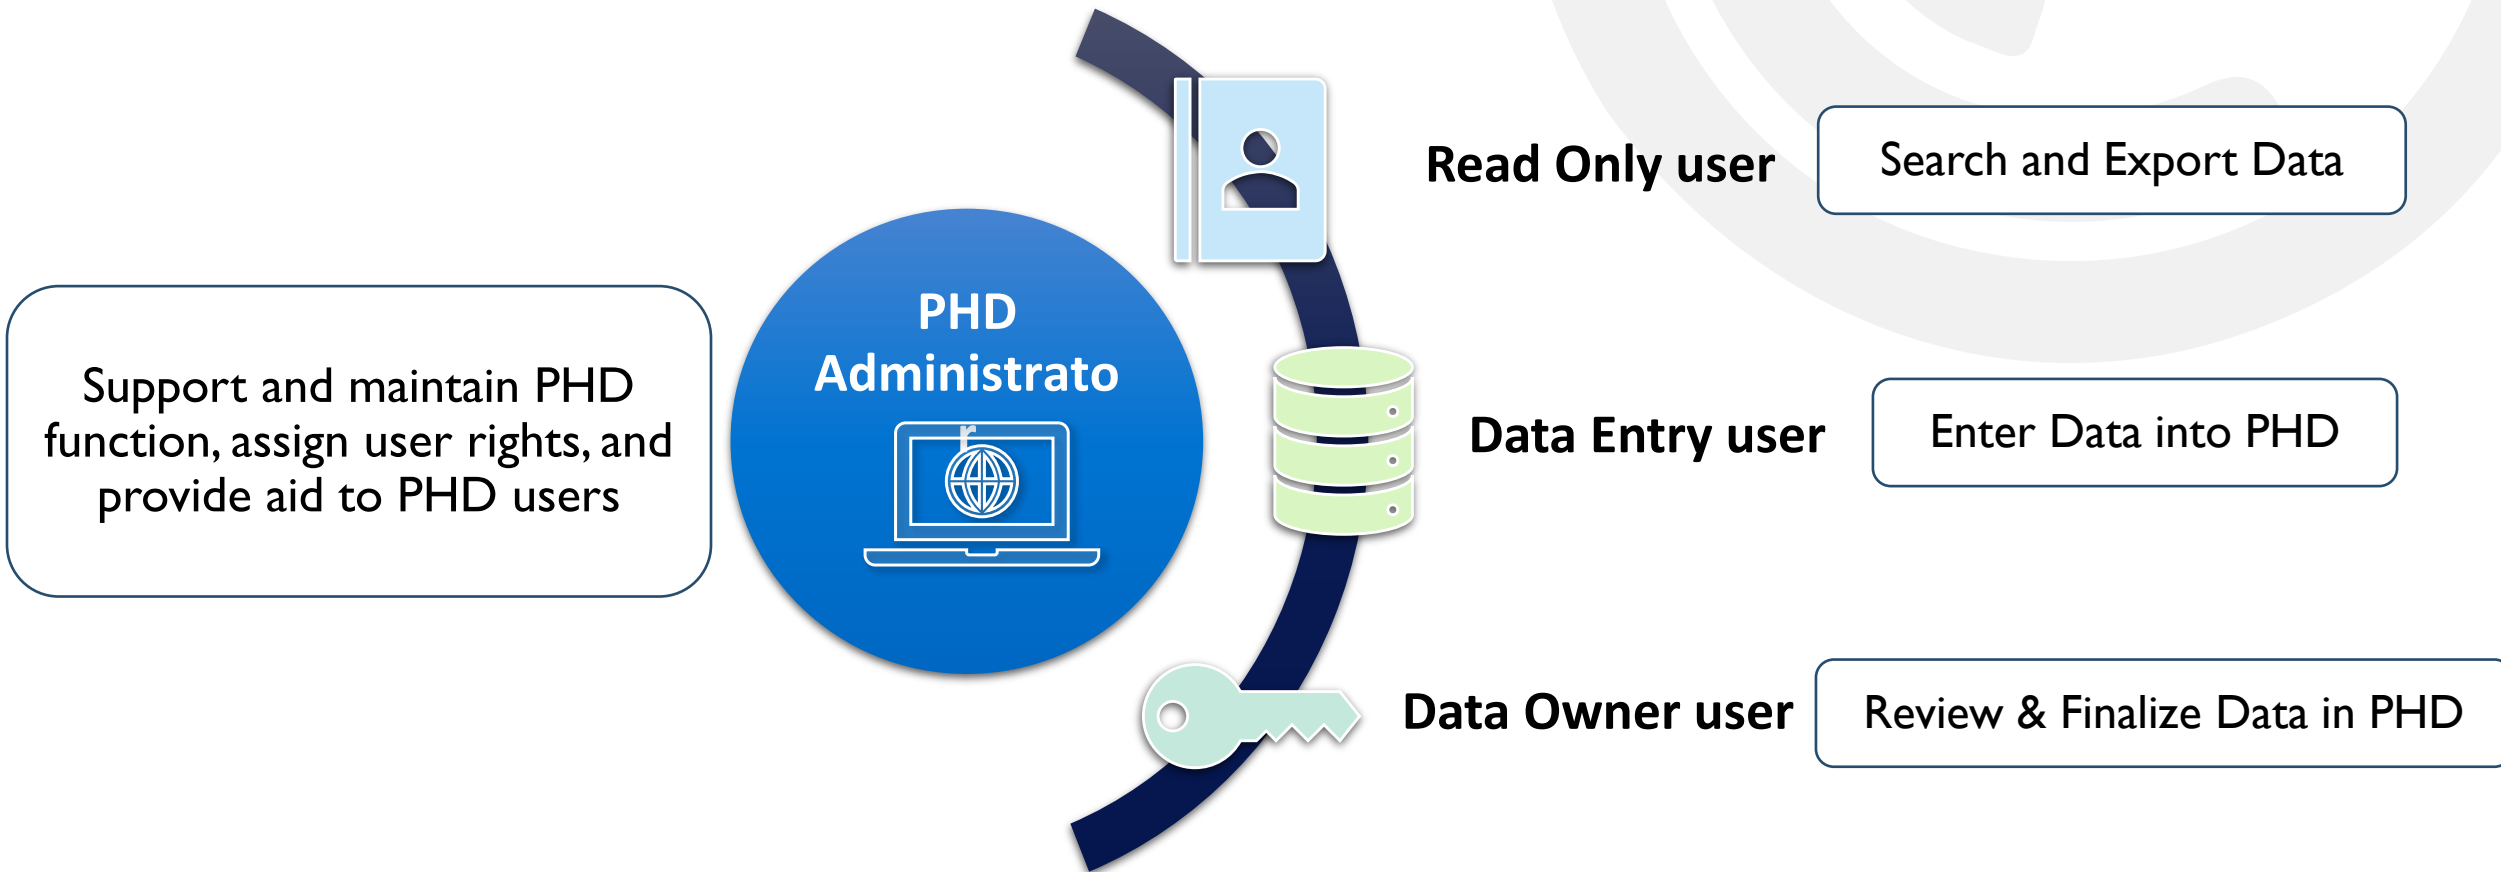 Support and maintain PHD
function, assign user rights, and
provide aid to PHD users
PHD
Administrato
r
Read Only user
Search and Export Data
Data Entry user
Enter Data into PHD
Data Owner user
Review & Finalize Data in PHD